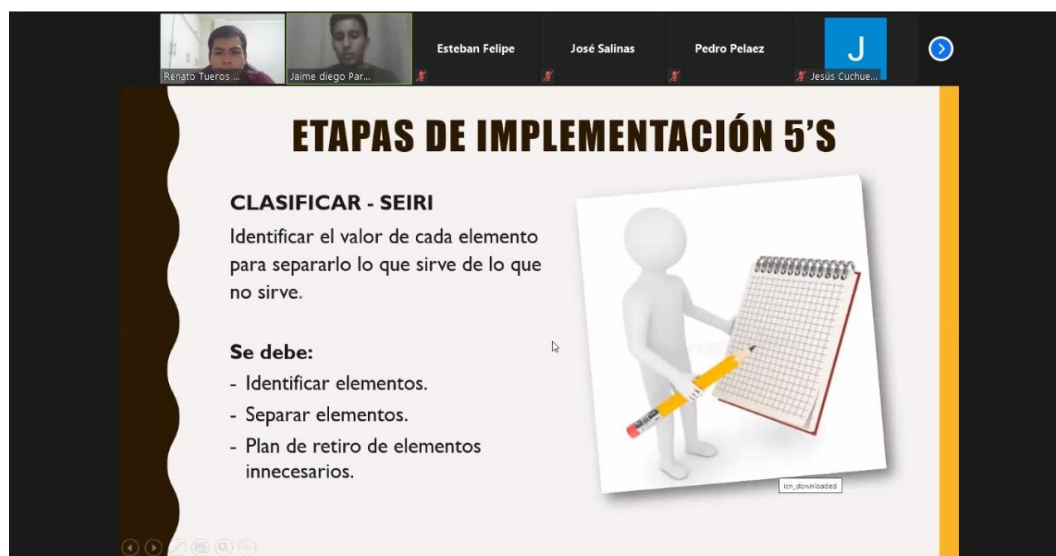 Esteban Felipe
José Salinas
Pedro Pelaez
J
Renato Tueros ...
Jaime diego Par...
Jesús Cuchue...
ETAPAS DE IMPLEMENTACIÓN 5'S
CLASIFICAR - SEIRI
Identificar el valor de cada elemento
para separarlo lo que sirve de lo que
no sirve.
Se debe:
- Identificar elementos.
- Separar elementos.
- Plan de retiro de elementos
innecesarios.
icn_downloaded